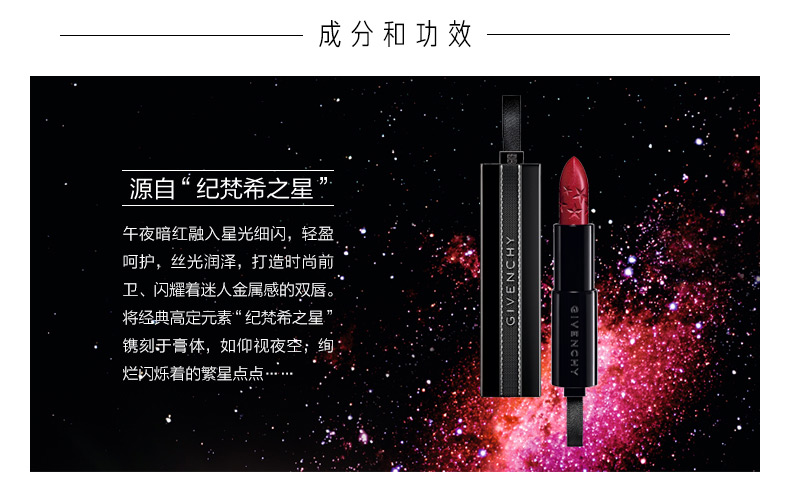 成分和功效
源自“纪梵希之星”
午夜暗红融入星光细闪，轻盈
呵护，丝光润泽，打造时尚前
卫、闪耀着迷人金属感的双唇。
将经典高定元素“纪梵希之星”
镌刻于膏体，如仰视夜空，绚
烂闪烁着的繁星点点……
GIVENCHY
GIVENCHY